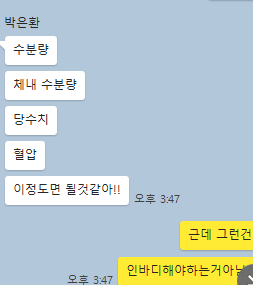 박은환
수분량
체내 수분량
당수치
혈압
이정도면 될것같아!!
오후 3:47
근데 그런건
인바디해야하는거아닌
오후 3:47